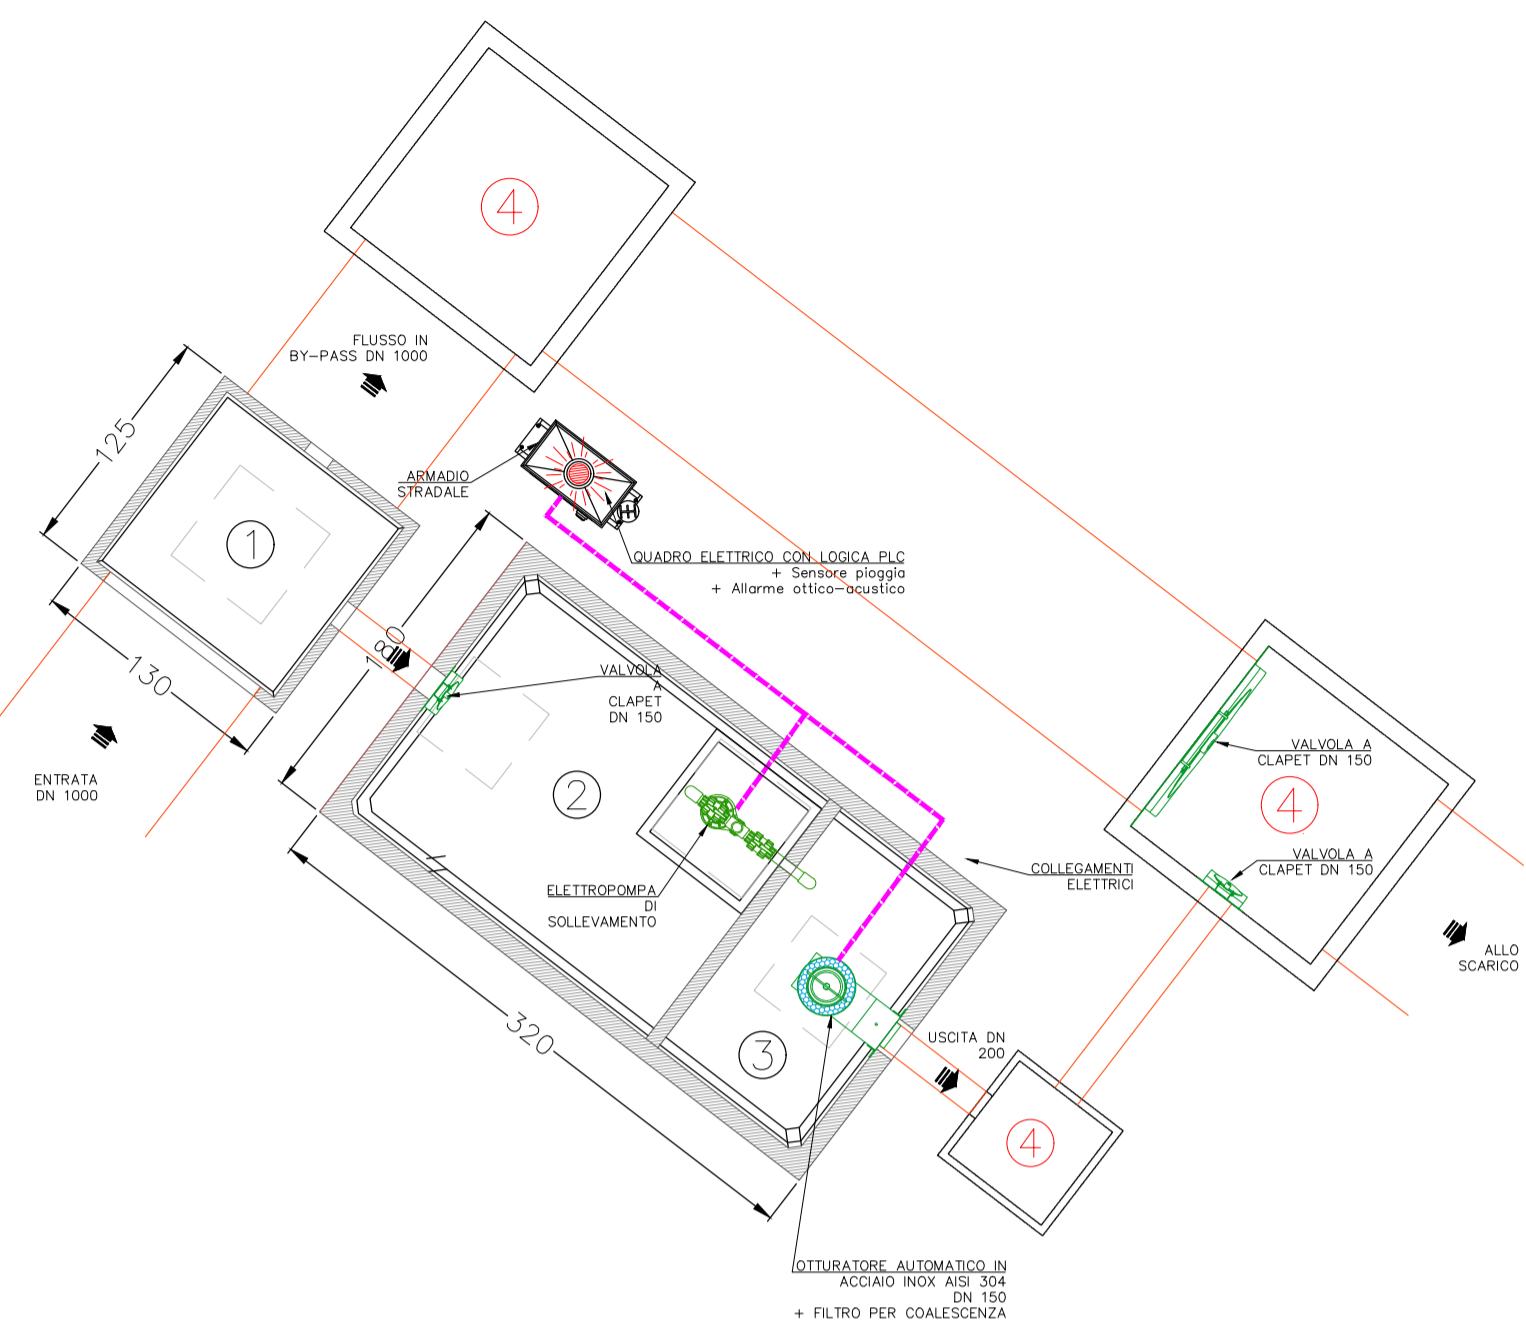 4
FLUSSO IN
BY-PASS DN 1000
125
ARMADIO
STRADALE
1
QUADRO ELETTRICO CON LOGICA PLC
+ Sensore pioggia
+ Allarme ottico-acustico
130
VALVOLA
A
CLAPET
DN 150
ENTRATA
DN 1000
2
VALVOLA A
CLAPET DN 150
4
VALVOLA A
CLAPET DN 150
COLLEGAMENTI
ELETTRICI
ELETTROPOMPA
DI
SOLLEVAMENTO
ALLO
SCARICO
320
3
USCITA DN
200
4
OTTURATORE AUTOMATICO IN
ACCIAIO INOX AISI 304
DN 150
+ FILTRO PER COALESCENZA